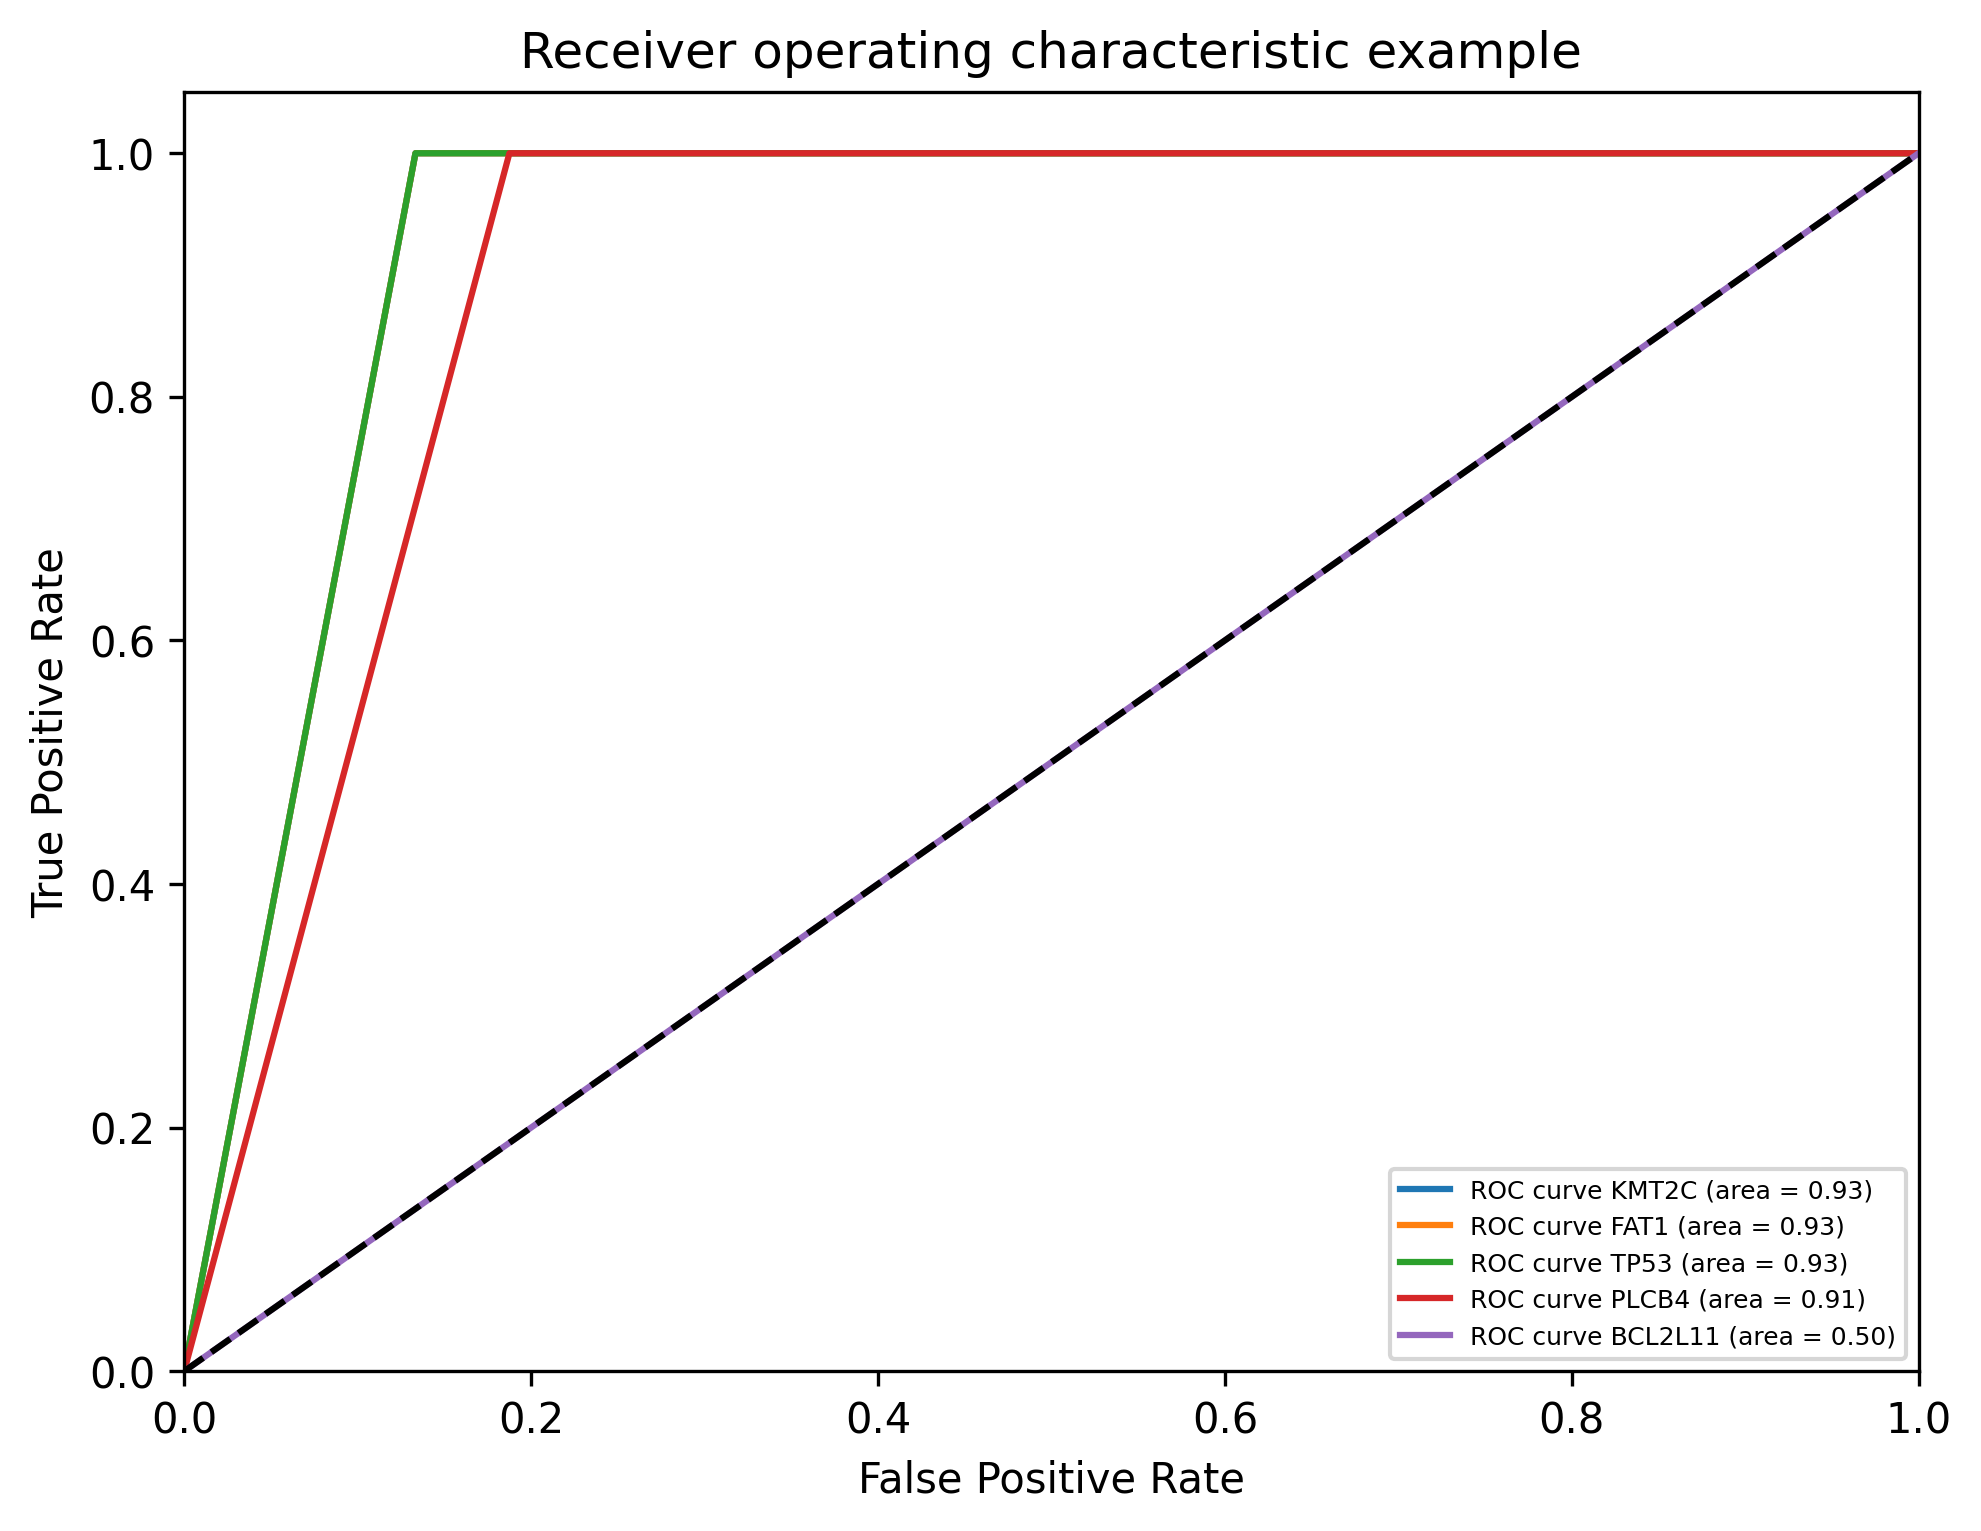 Receiver operating characteristic example
1.0
0.8
0.6
0.4
0.2
0.0
True Positive Rate
0.0 0.2 0.4 0.6 0.8 1.0
False Positive Rate
ROC curve KMT2C (area = 0.93)
ROC curve FAT1 (area = 0.93)
ROC curve TP53 (area = 0.93)
ROC curve PLCB4 (area = 0.91)
ROC curve BCL2L11 (area = 0.50)